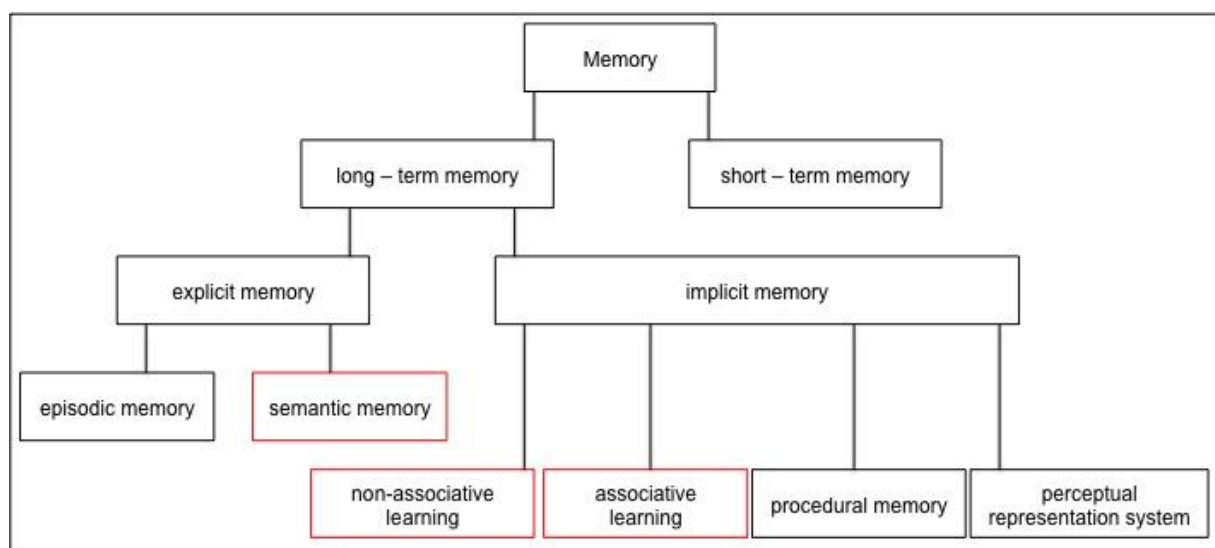 Memory
long – term memory
short – term memory
explicit memory
implicit memory
episodic memory
semantic memory
non-associative
learning
associative
learning
procedural memory
perceptual
representation system